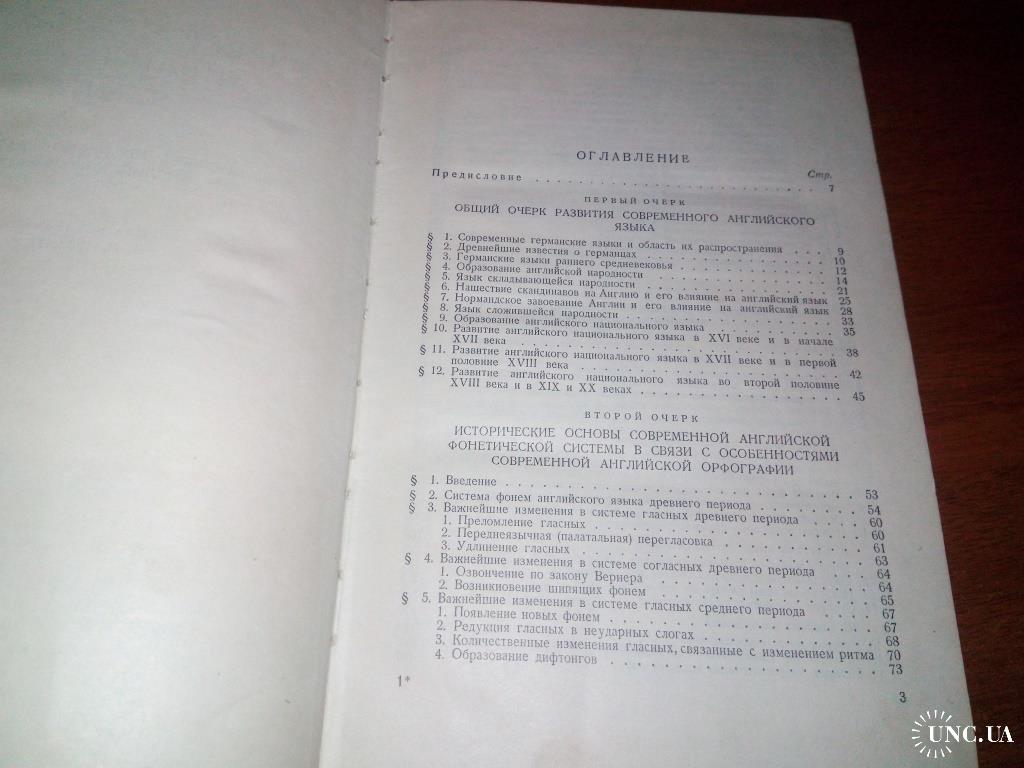 ОГЛАВЛЕНИЕ
Стр.
Предисловие . . . . . . . . . . . . . . . . . . . . . . . . . . 7
ПЕРВЫЙ ОЧЕРК
ОБЩИЙ ОЧЕРК РАЗВИТИЯ СОВРЕМЕННОГО АНГЛИЙСКОГО
ЯЗЫКА
§ 1. Современные германские языки и область их распространения . . . 9
§ 2. Древнейшие известия о германцах . . . . . . . . . . . . . . 10
§ 3. Германские языки раннего средневековья . . . . . . . . . . . 12
§ 4. Образование английской народности . . . . . . . . . . . . . 14
§ 5. Язык складывающейся народности . . . . . . . . . . . . . . 21
§ 6. Нашествие скандинавов на Англию и его влияние на английский язык 25
§ 7. Нормандское завоевание Англии и его влияние на английский язык 28
§ 8. Язык сложившейся народности . . . . . . . . . . . . . . . 33
§ 9. Образование английского национального языка . . . . . . . . . 35
§ 10. Развитие английского национального языка в XVI веке и в начале
XVII века . . . . . . . . . . . . . . . . . . . . . . . . 38
§ 11. Развитие английского национального языка в XVII веке и в первой
половине XVIII века . . . . . . . . . . . . . . . . . . . . 42
§ 12. Развитие английского национального языка во второй половине
XVIII века и в XIX и XX веках . . . . . . . . . . . . . . . 45
ВТОРОЙ ОЧЕРК
ИСТОРИЧЕСКИЕ ОСНОВЫ СОВРЕМЕННОЙ АНГЛИЙСКОЙ
ФОНЕТИЧЕСКОЙ СИСТЕМЫ В СВЯЗИ С ОСОБЕННОСТЯМИ
СОВРЕМЕННОЙ АНГЛИЙСКОЙ ОРФОГРАФИИ
§ 1. Введение . . . . . . . . . . . . . . . . . . . . . . . . 53
§ 2. Система фонем английского языка древнего периода . . . . . . . 54
§ 3. Важнейшие изменения в системе гласных древнего периода . . . . 60
1. Преломление гласных . . . . . . . . . . . . . . . . . . 60
2. Переднеязычная (палатальная) перегласовка . . . . . . . . . 61
3. Удлинение гласных . . . . . . . . . . . . . . . . . . . 63
§ 4. Важнейшие изменения в системе согласных древнего периода . . . 64
1. Озвончение по закону Вернера . . . . . . . . . . . . . . 64
2. Возникновение шипящих фонем . . . . . . . . . . . . . . 65
§ 5. Важнейшие изменения в системе гласных среднего периода . . . . 67
1. Появление новых фонем . . . . . . . . . . . . . . . . . 67
2. Редукция гласных в неударных слогах . . . . . . . . . . . 68
3. Количественные изменения гласных, связанные с изменением ритма 70
4. Образование дифтонгов . . . . . . . . . . . . . . . . . 73
1*
3
UNC.UA